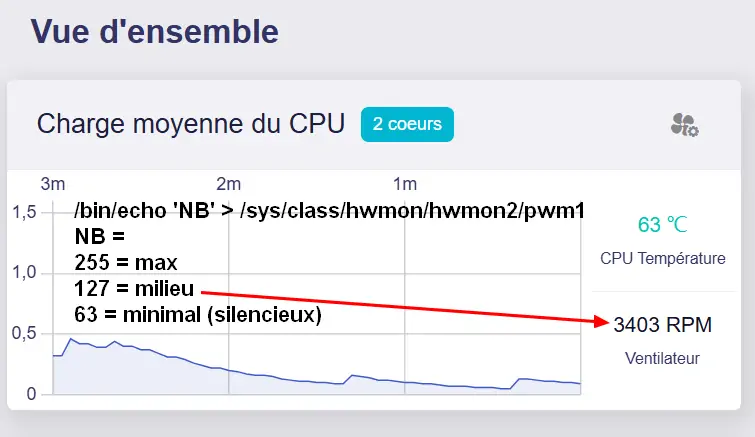 Vue d'ensemble
Charge moyenne du CPU 2 coeurs
3m 2m 1m
/bin/echo 'NB' > /sys/class/hwmon/hwmon2/pwm1
NB =
255 = max
127 = milieu
63 = minimal (silencieux)
1,5
1,0
0,5
0
63 ℃
CPU Température
3403 RPM
Ventilateur